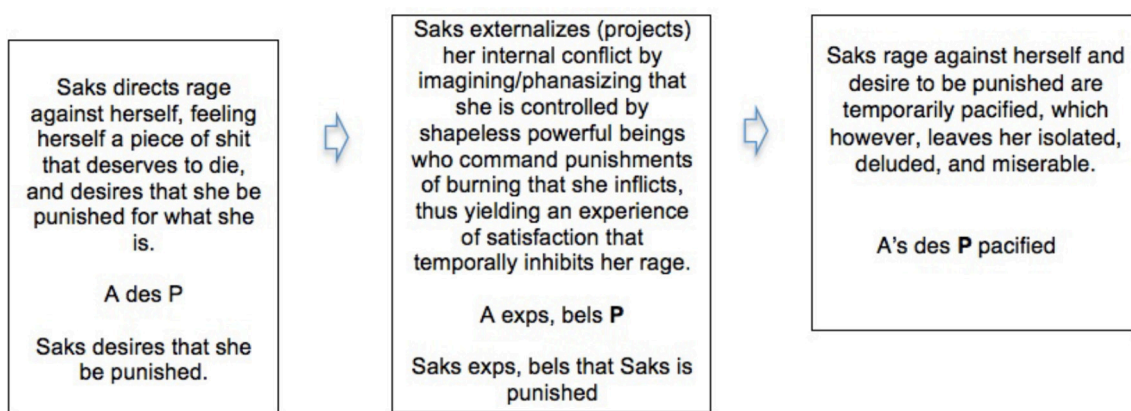 Saks directs rage
against herself, feeling
herself a piece of shit
that deserves to die,
and desires that she be
punished for what she
is.
A des P
Saks desires that she
be punished.
Saks externalizes (projects)
her internal conflict by
imagining/phanasizing that
she is controlled by
shapeless powerful beings
who command punishments
of burning that she inflicts,
thus yielding an experience
of satisfaction that
temporally inhibits her rage.
A exps, bels P
Saks exps, bels that Saks is
punished
Saks rage against herself and
desire to be punished are
temporarily pacified, which
however, leaves her isolated,
deluded, and miserable.
A's des P pacified